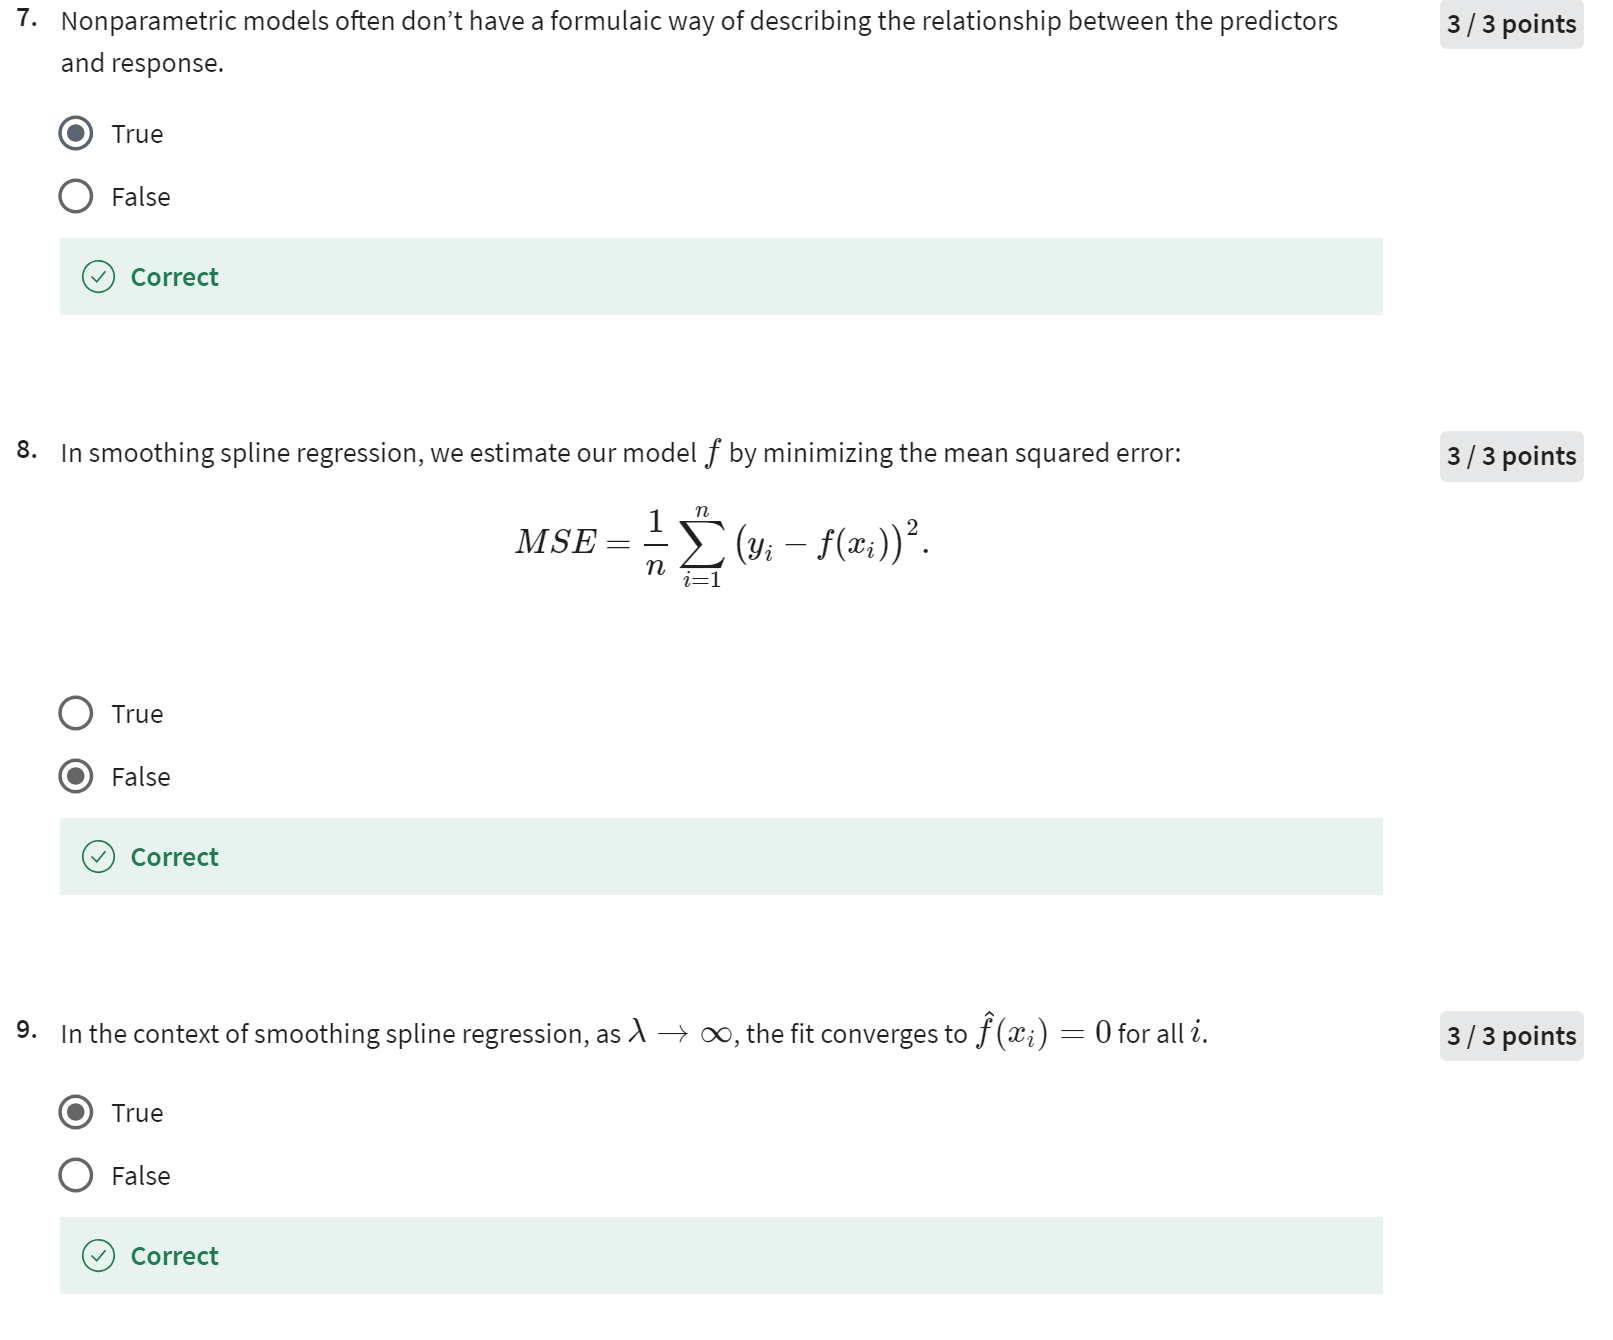 7. Nonparametric models often don’t have a formulaic way of describing the relationship between the predictors 3 / 3 points
and response.
True
False
Correct
8. In smoothing spline regression, we estimate our model f by minimizing the mean squared error: 3 / 3 points
MSE = \frac{1}{n} \sum_{i=1}^{n} (y_i − f(x_i))^2.
True
False
Correct
9. In the context of smoothing spline regression, as λ → ∞, the fit converges to \hat{f}(x_i) = 0 for all i. 3 / 3 points
True
False
Correct